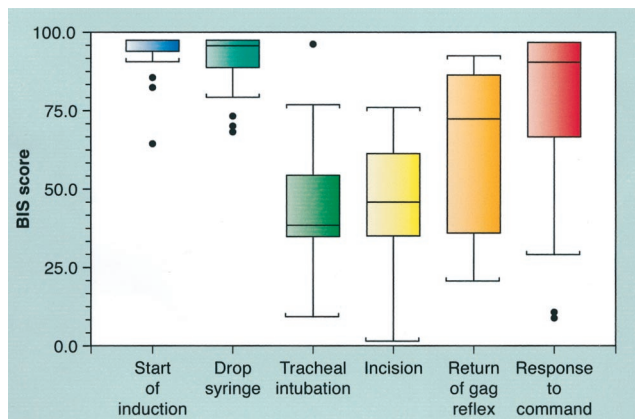 BIS score
100.0
75.0
50.0
25.0
0.0
Start
of
induction
Drop
syringe
Tracheal
intubation
Incision
Return
of gag
reflex
Response
to
command